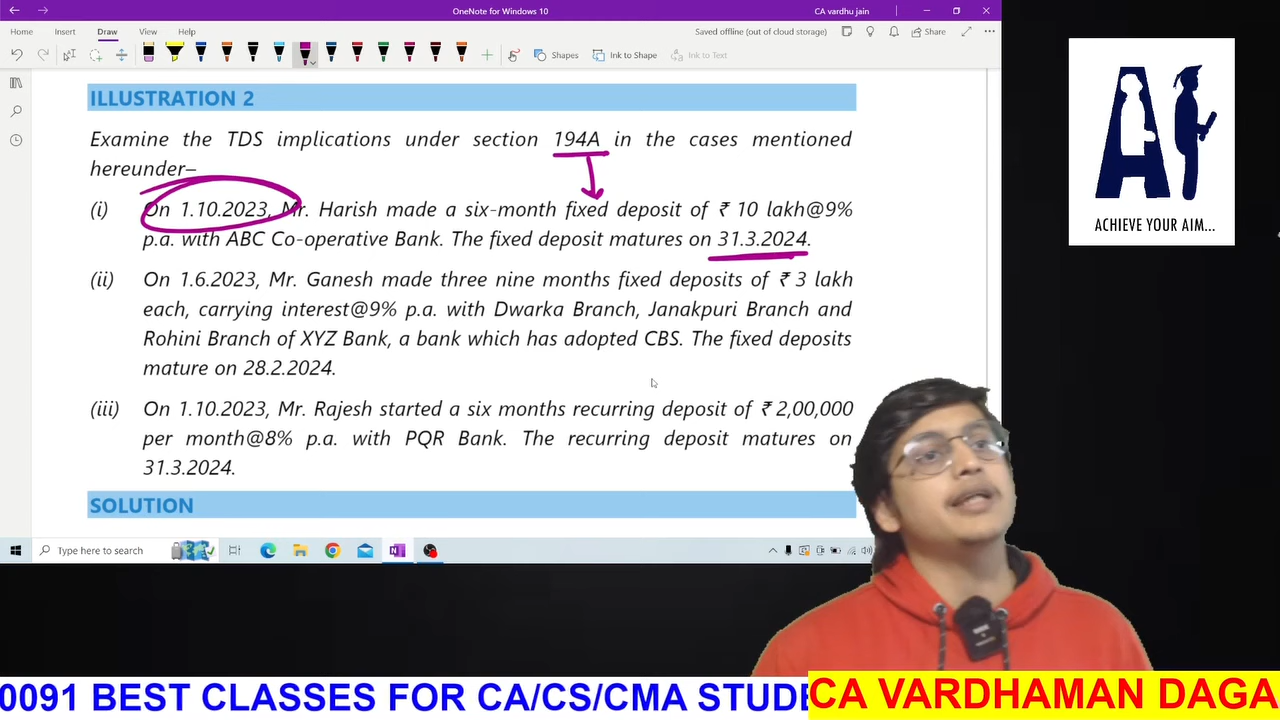 OneNote for Windows 10
CA vardhu jain
Home Insert Draw View Help
Saved offline (out of cloud storage)
Share
Shapes
Ink to Shape
Ink to Text
ILLUSTRATION 2
Examine the TDS implications under section 194A in the cases mentioned
hereunder–
(i) On 1.10.2023, Mr. Harish made a six-month fixed deposit of ₹ 10 lakh@9%
p.a. with ABC Co-operative Bank. The fixed deposit matures on 31.3.2024.
(ii) On 1.6.2023, Mr. Ganesh made three nine months fixed deposits of ₹ 3 lakh
each, carrying interest@9% p.a. with Dwarka Branch, Janakpuri Branch and
Rohini Branch of XYZ Bank, a bank which has adopted CBS. The fixed deposits
mature on 28.2.2024.
(iii) On 1.10.2023, Mr. Rajesh started a six months recurring deposit of ₹ 2,00,000
per month@8% p.a. with PQR Bank. The recurring deposit matures on
31.3.2024.
SOLUTION
Type here to search
AI
ACHIEVE YOUR AIM...
0091 BEST CLASSES FOR CA/CS/CMA STUDE
CA VARDHAMAN DAGA